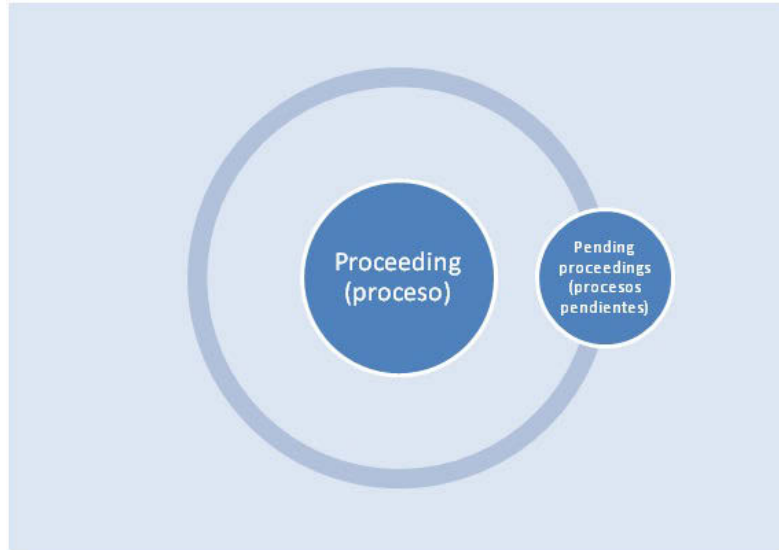 Proceeding
(proceso)
Pending
proceedings
(procesos
pendientes)